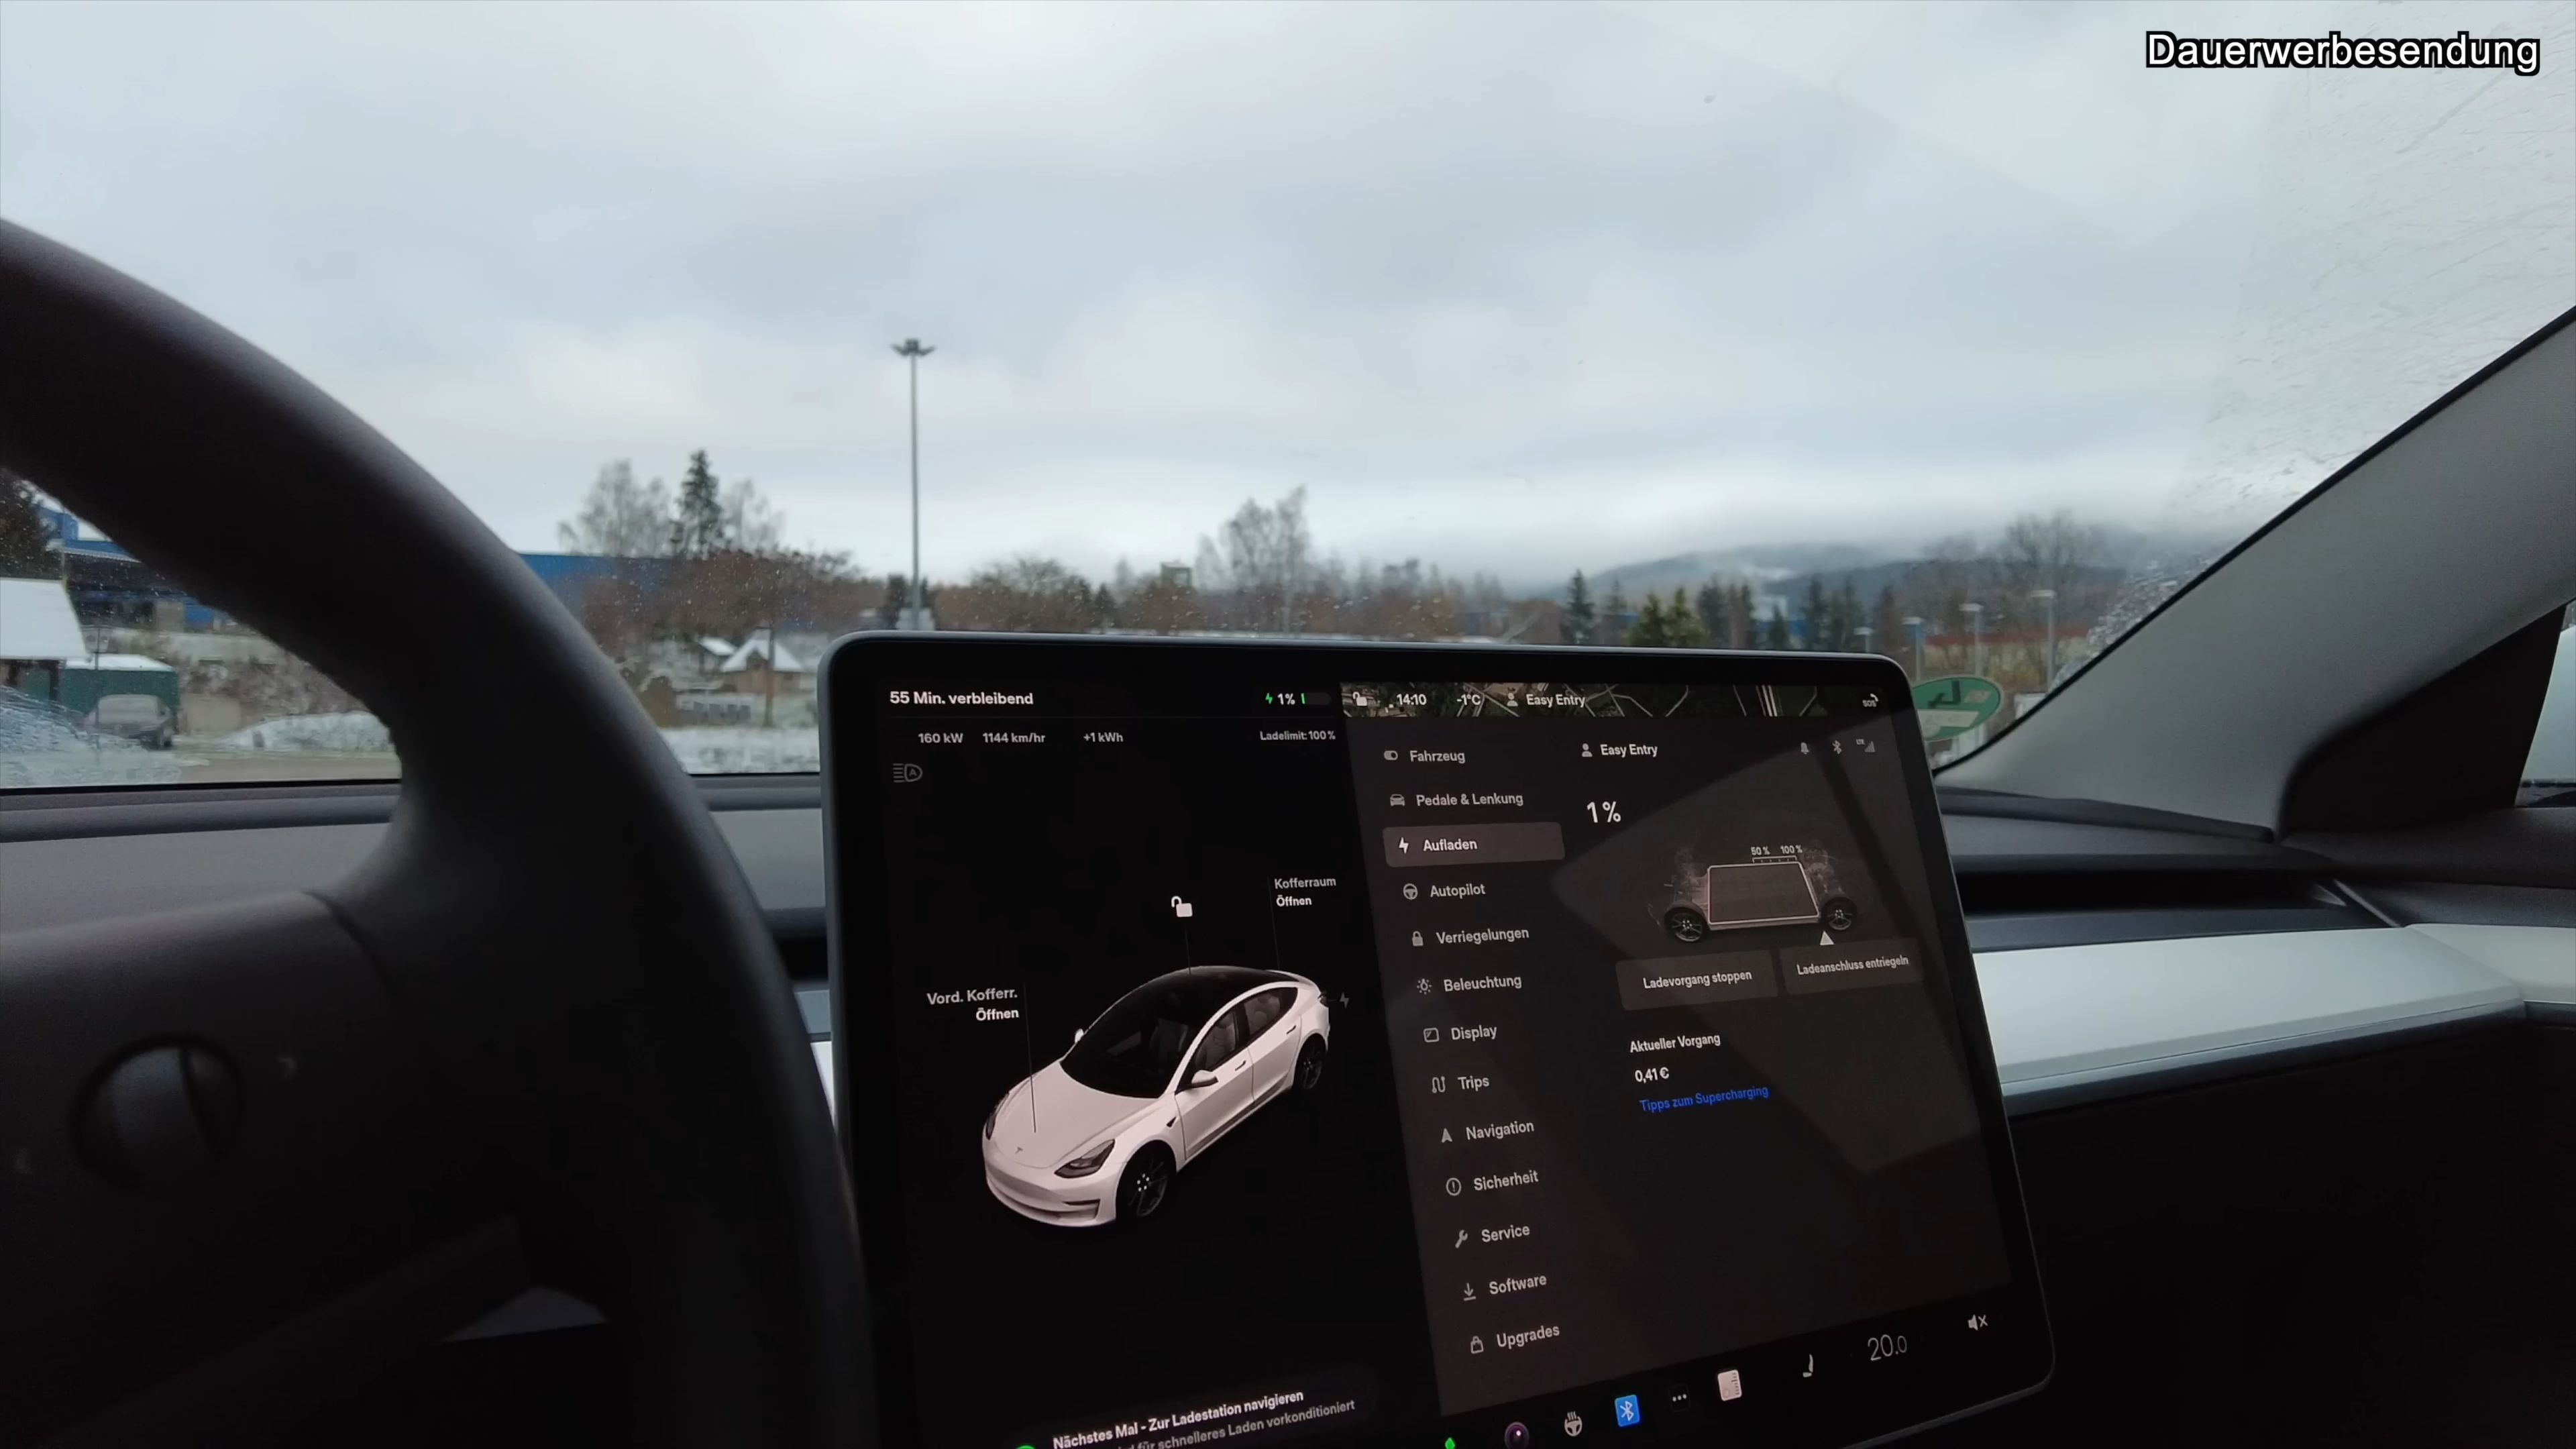 Dauerwerbesendung
55 Min. verbleibend
1%
160 kW 1144 km/hr +1 kWh
Ladelimit: 100%
Kofferraum
Öffnen
Vord. Kofferr.
Öffnen
Nächstes Mal - Zur Ladestation navigieren
für schnelleres Laden vorkonditioniert
14:10 -1°C Easy Entry
SOS
Fahrzeug
Pedale & Lenkung
Aufladen
Autopilot
Verriegelungen
Beleuchtung
Display
Trips
Navigation
Sicherheit
Service
Software
Upgrades
Easy Entry
LTE
1%
50% 100%
Ladevorgang stoppen
Ladeanschluss entriegeln
Aktueller Vorgang
0,41 €
Tipps zum Supercharging
20.0